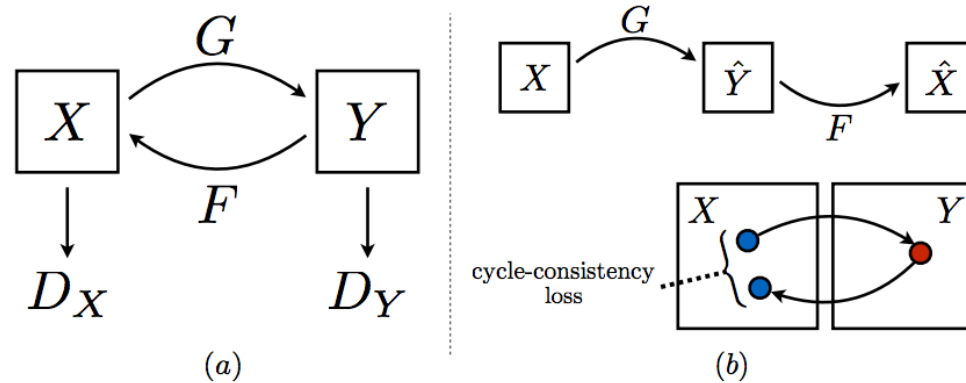 G
X
Y
F
D_X
D_Y
(a)
G
X
Ŷ
X̂
F
X
Y
cycle-consistency
loss
(b)